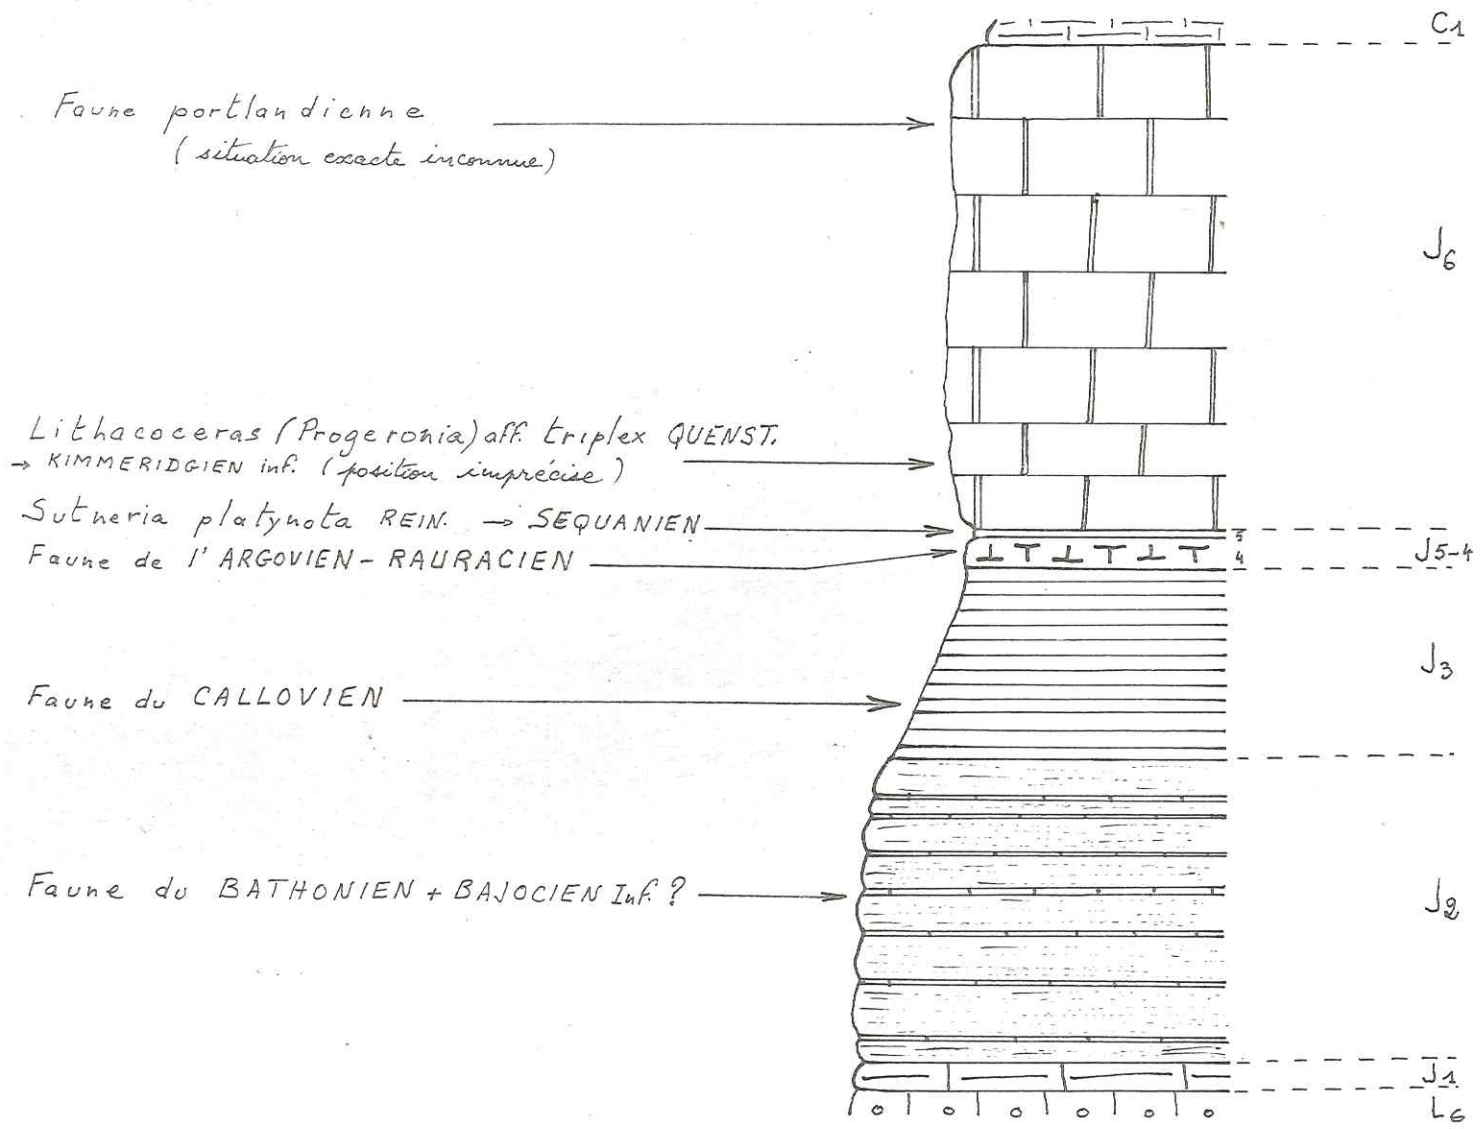 C1
Faune portlandienne
(situation exacte inconnue)
J6
Lithacoceras (Progeronia) aff. triplex QUENST.
→ KIMMERIDGIEN inf. (position imprécise)
Sutneria platynota REIN. → SEQUANIEN
5
Faune de l'ARGOVIEN - RAURACIEN
4
J5-4
J3
Faune du CALLOVIEN
Faune du BATHONIEN + BAJOCIEN Inf. ?
J2
J1
L6